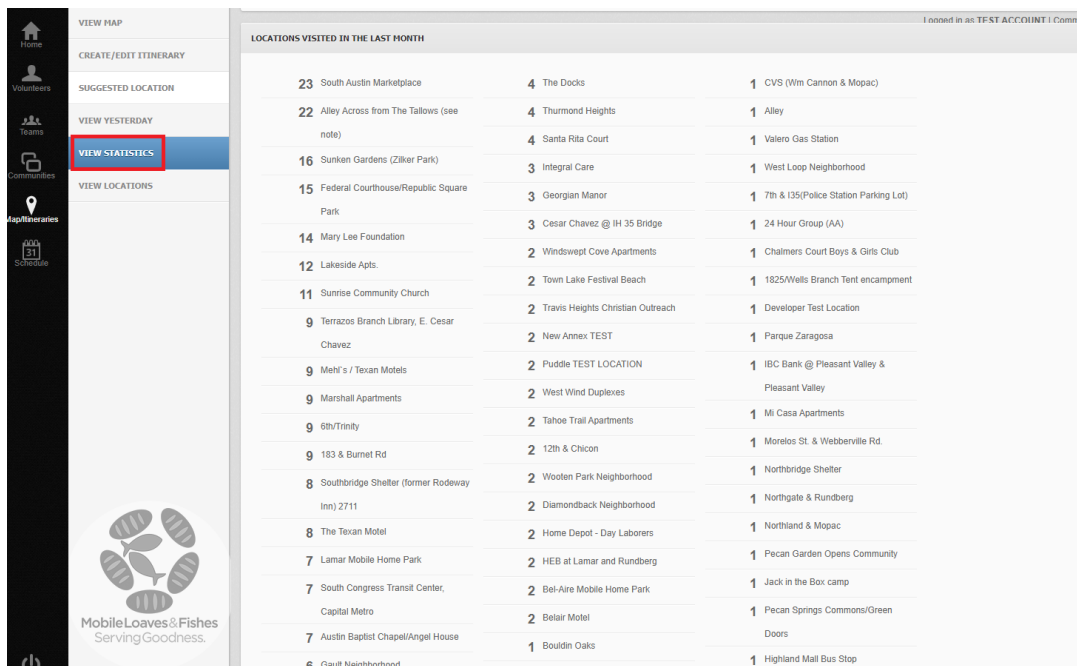 Home
Volunteers
Teams
Communities
Map/Itineraries
31
Schedule
VIEW MAP
CREATE/EDIT ITINERARY
SUGGESTED LOCATION
VIEW YESTERDAY
VIEW STATISTICS
VIEW LOCATIONS
Mobile Loaves & Fishes
Serving Goodness.
Logged in as TEST ACCOUNT | Comm
LOCATIONS VISITED IN THE LAST MONTH
23 South Austin Marketplace
22 Alley Across from The Tallows (see
note)
16 Sunken Gardens (Zilker Park)
15 Federal Courthouse/Republic Square
Park
14 Mary Lee Foundation
12 Lakeside Apts.
11 Sunrise Community Church
9 Terrazos Branch Library, E. Cesar
Chavez
9 Mehl´s / Texan Motels
9 Marshall Apartments
9 6th/Trinity
9 183 & Burnet Rd
8 Southbridge Shelter (former Rodeway
Inn) 2711
8 The Texan Motel
7 Lamar Mobile Home Park
7 South Congress Transit Center,
Capital Metro
7 Austin Baptist Chapel/Angel House
6 Gault Neighborhood
4 The Docks
4 Thurmond Heights
4 Santa Rita Court
3 Integral Care
3 Georgian Manor
3 Cesar Chavez @ IH 35 Bridge
2 Windswept Cove Apartments
2 Town Lake Festival Beach
2 Travis Heights Christian Outreach
2 New Annex TEST
2 Puddle TEST LOCATION
2 West Wind Duplexes
2 Tahoe Trail Apartments
2 12th & Chicon
2 Wooten Park Neighborhood
2 Diamondback Neighborhood
2 Home Depot - Day Laborers
2 HEB at Lamar and Rundberg
2 Bel-Aire Mobile Home Park
2 Belair Motel
1 Bouldin Oaks
1 CVS (Wm Cannon & Mopac)
1 Alley
1 Valero Gas Station
1 West Loop Neighborhood
1 7th & I35(Police Station Parking Lot)
1 24 Hour Group (AA)
1 Chalmers Court Boys & Girls Club
1 1825/Wells Branch Tent encampment
1 Developer Test Location
1 Parque Zaragosa
1 IBC Bank @ Pleasant Valley &
Pleasant Valley
1 Mi Casa Apartments
1 Morelos St. & Webberville Rd.
1 Northbridge Shelter
1 Northgate & Rundberg
1 Northland & Mopac
1 Pecan Garden Opens Community
1 Jack in the Box camp
1 Pecan Springs Commons/Green
Doors
1 Highland Mall Bus Stop